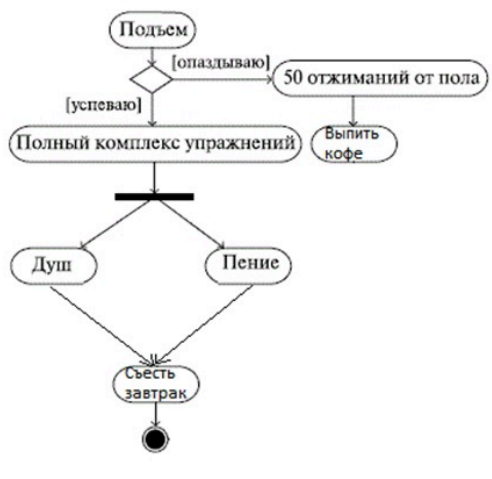 Подъем
[опаздываю]
50 отжиманий от пола
[успеваю]
Полный комплекс упражнений
Выпить
кофе
Душ
Пение
Съесть
завтрак